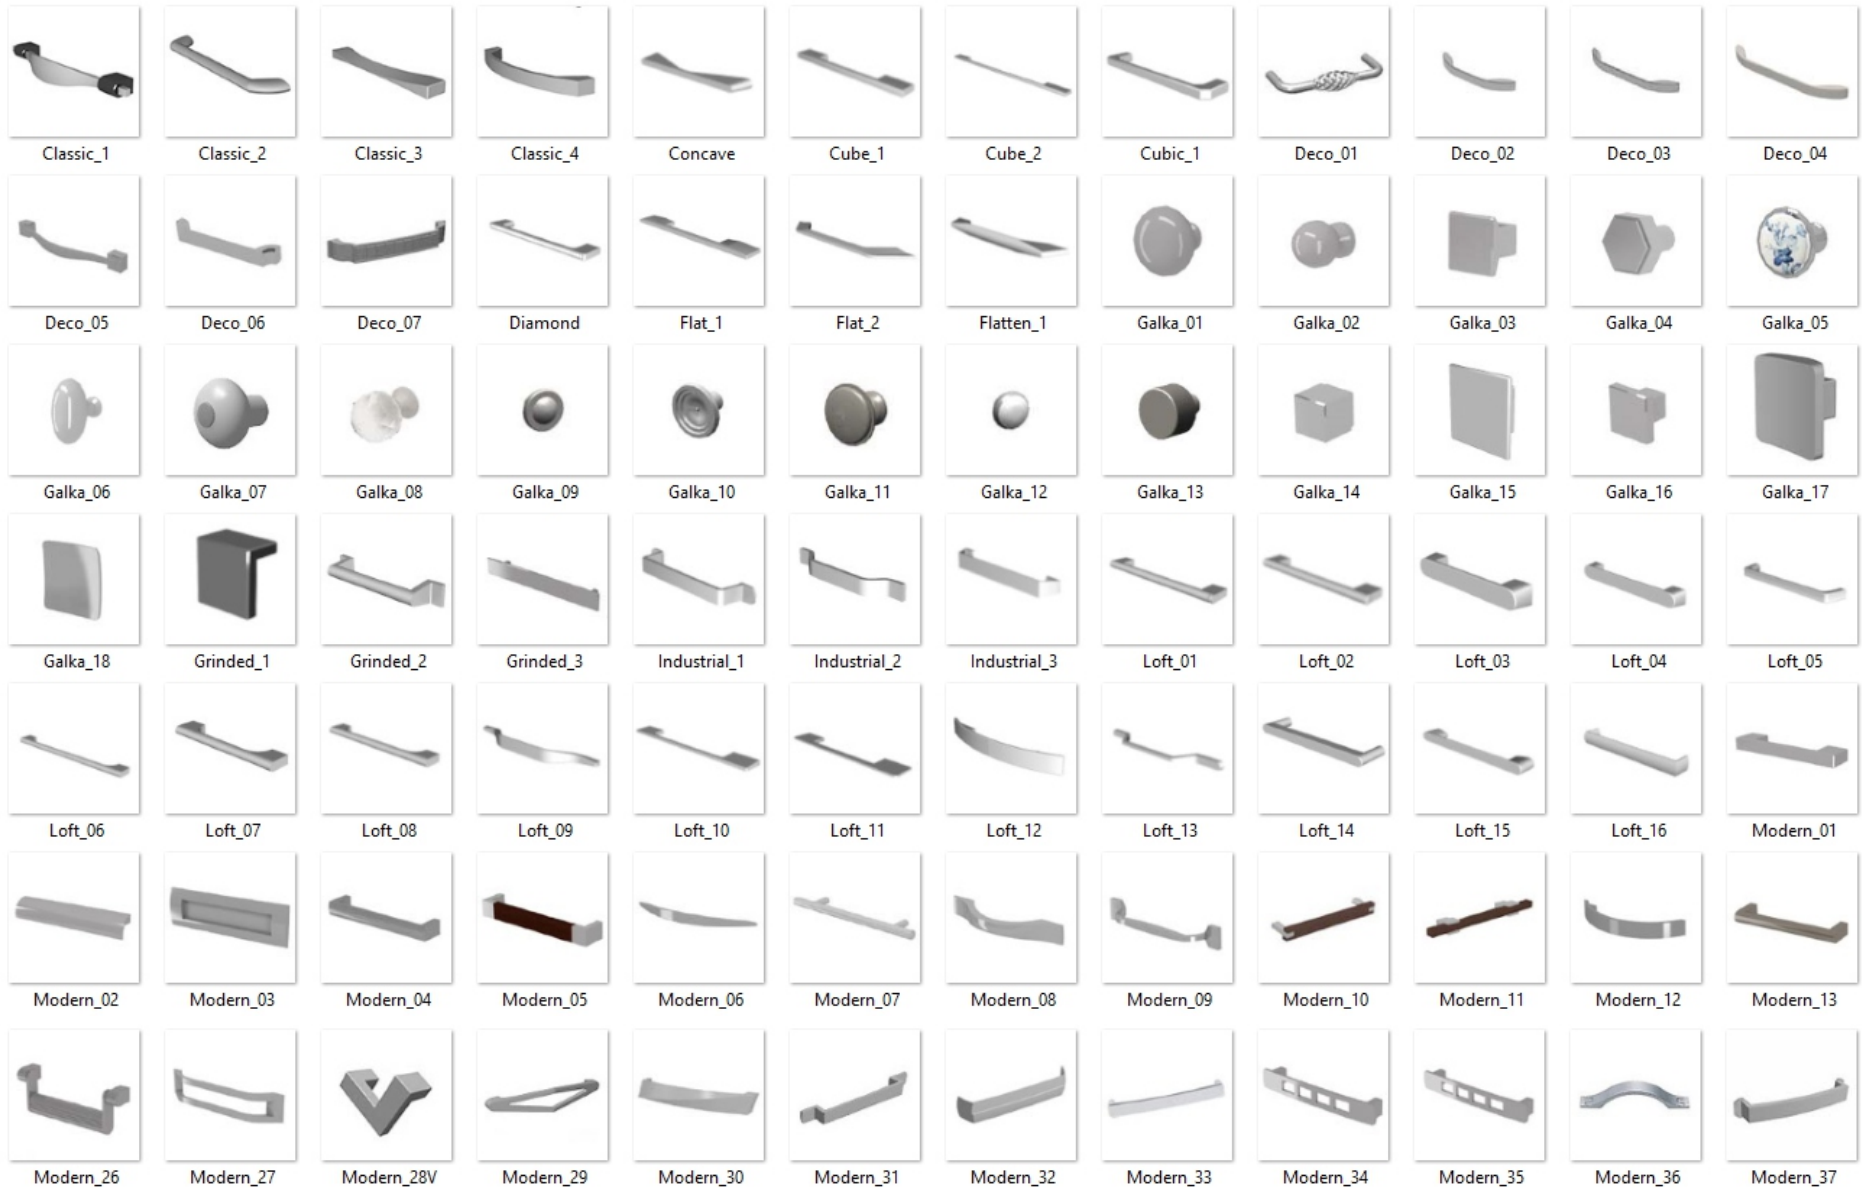 Classic_1 Classic_2 Classic_3 Classic_4 Concave Cube_1 Cube_2 Cubic_1 Deco_01 Deco_02 Deco_03 Deco_04
Deco_05 Deco_06 Deco_07 Diamond Flat_1 Flat_2 Flatten_1 Galka_01 Galka_02 Galka_03 Galka_04 Galka_05
Galka_06 Galka_07 Galka_08 Galka_09 Galka_10 Galka_11 Galka_12 Galka_13 Galka_14 Galka_15 Galka_16 Galka_17
Galka_18 Grinded_1 Grinded_2 Grinded_3 Industrial_1 Industrial_2 Industrial_3 Loft_01 Loft_02 Loft_03 Loft_04 Loft_05
Loft_06 Loft_07 Loft_08 Loft_09 Loft_10 Loft_11 Loft_12 Loft_13 Loft_14 Loft_15 Loft_16 Modern_01
Modern_02 Modern_03 Modern_04 Modern_05 Modern_06 Modern_07 Modern_08 Modern_09 Modern_10 Modern_11 Modern_12 Modern_13
Modern_26 Modern_27 Modern_28V Modern_29 Modern_30 Modern_31 Modern_32 Modern_33 Modern_34 Modern_35 Modern_36 Modern_37